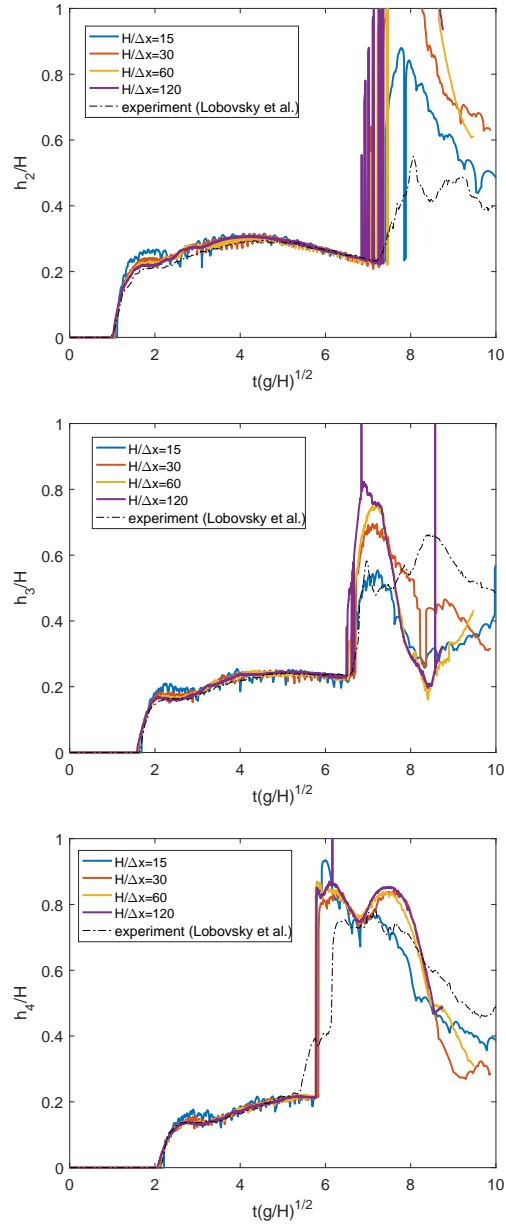 1
0.8
0.6
0.4
0.2
0
h2/H
H/Δx=15
H/Δx=30
H/Δx=60
H/Δx=120
experiment (Lobovsky et al.)
0 2 4 6 8 10
t(g/H)^1/2
1
0.8
0.6
0.4
0.2
0
h3/H
H/Δx=15
H/Δx=30
H/Δx=60
H/Δx=120
experiment (Lobovsky et al.)
0 2 4 6 8 10
t(g/H)^1/2
1
0.8
0.6
0.4
0.2
0
h4/H
H/Δx=15
H/Δx=30
H/Δx=60
H/Δx=120
experiment (Lobovsky et al.)
0 2 4 6 8 10
t(g/H)^1/2